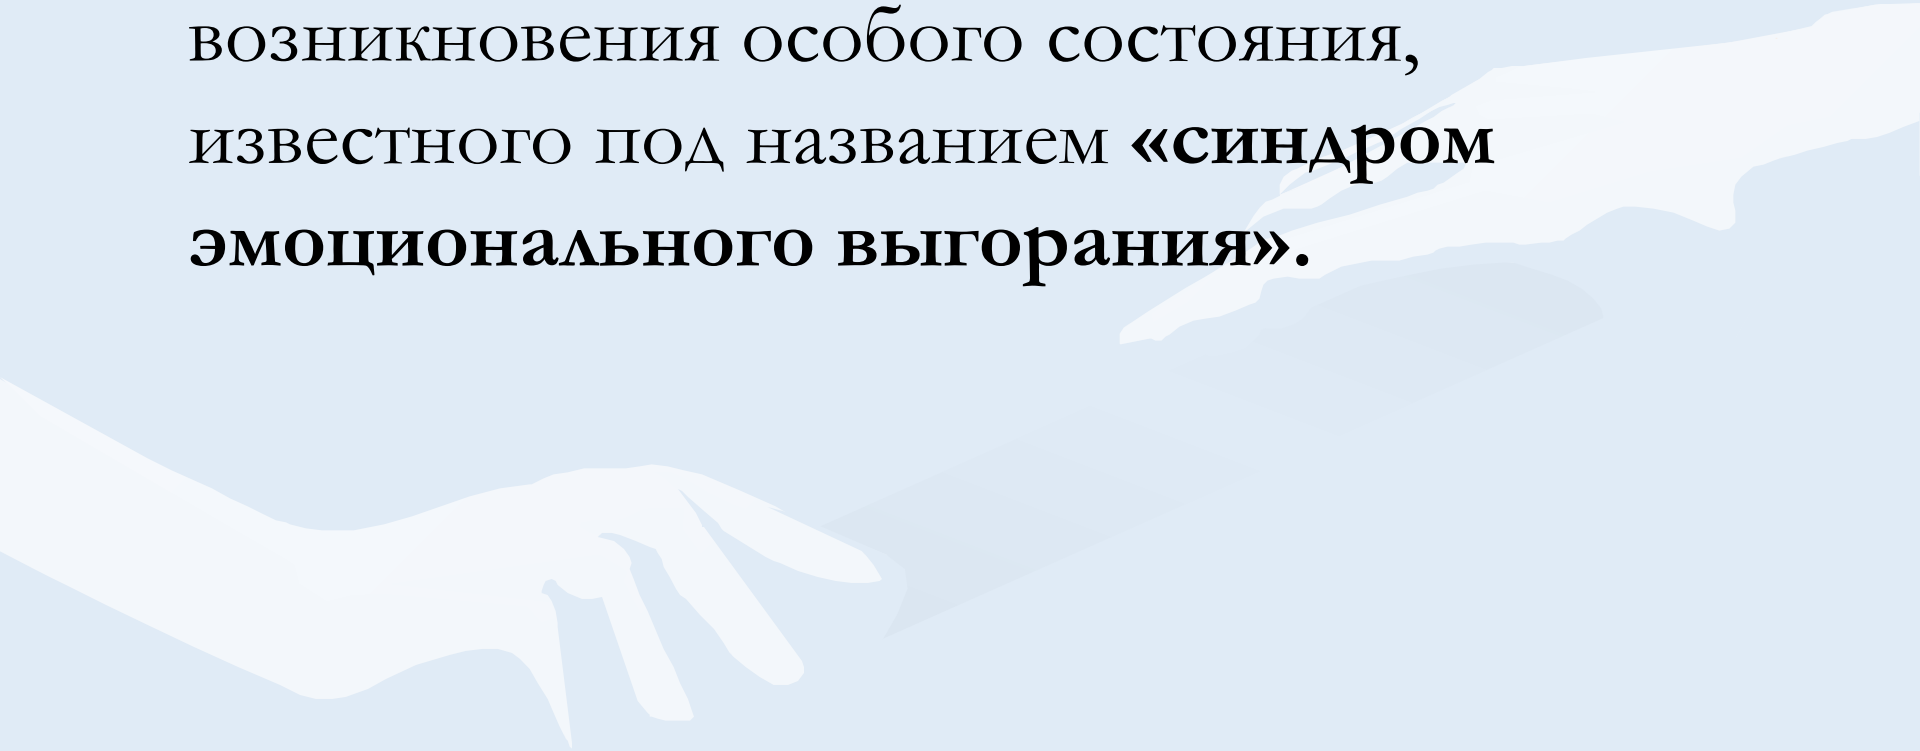 возникновения особого состояния,
известного под названием «синдром
эмоционального выгорания».